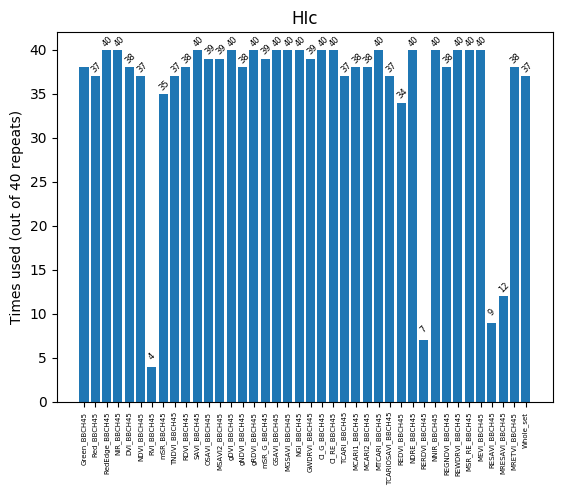 HIc
Times used (out of 40 repeats)
40
35
30
25
20
15
10
5
0
37
40
40
38
37
4
35
37
38
40
39
39
40
38
40
39
40
40
40
39
40
40
37
38
38
40
37
34
40
7
40
38
40
40
40
9
12
38
37
Green_BBCH45
Red_BBCH45
RedEdge_BBCH45
NIR_BBCH45
DVI_BBCH45
NDVI_BBCH45
RVI_BBCH45
mSR_BBCH45
TNDVI_BBCH45
RDVI_BBCH45
SAVI_BBCH45
OSAVI_BBCH45
MSAVI2_BBCH45
gDVI_BBCH45
gNDVI_BBCH45
gRDVI_BBCH45
mSR_G_BBCH45
GSAVI_BBCH45
MGSAVI_BBCH45
NGI_BBCH45
GWDRVI_BBCH45
CI_G_BBCH45
CI_RE_BBCH45
TCARI_BBCH45
MCARI1_BBCH45
MCARI2_BBCH45
MTCARI_BBCH45
TCARIOSAVI_BBCH45
REDVI_BBCH45
NDRE_BBCH45
RERDVI_BBCH45
NNIR_BBCH45
REGNDVI_BBCH45
REWDRVI_BBCH45
MSR_RE_BBCH45
MEVI_BBCH45
RESAVI_BBCH45
MRESAVI_BBCH45
MRETVI_BBCH45
Whole_set